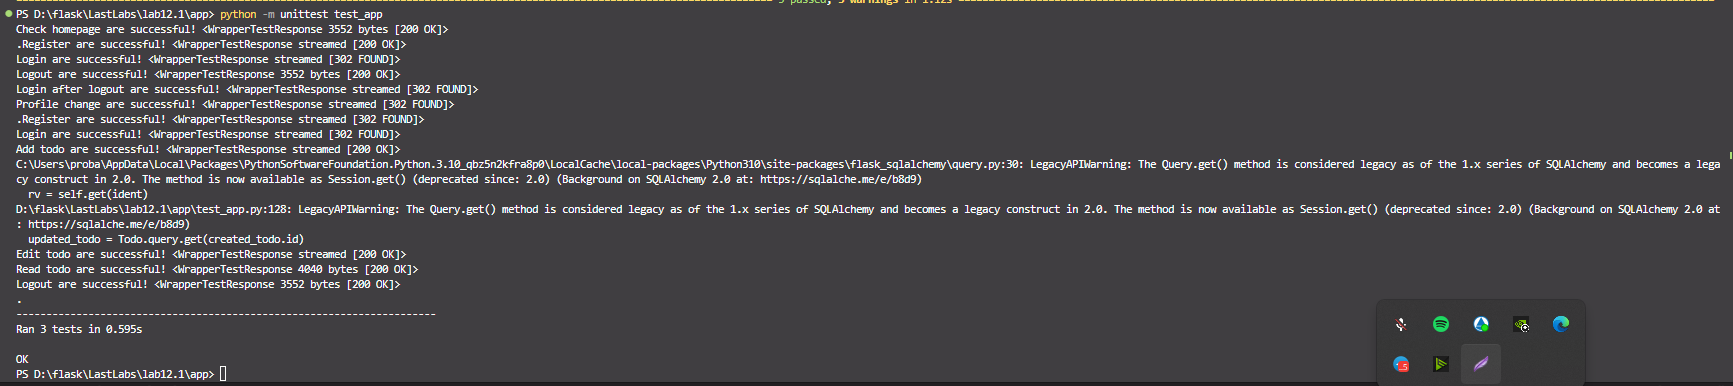 5 passed, 3 warnings in 1.12s
PS D:\flask\LastLabs\lab12.1\app> python -m unittest test_app
Check homepage are successful! <WrapperTestResponse 3552 bytes [200 OK]>
.Register are successful! <WrapperTestResponse streamed [200 OK]>
Login are successful! <WrapperTestResponse streamed [302 FOUND]>
Logout are successful! <WrapperTestResponse 3552 bytes [200 OK]>
Login after logout are successful! <WrapperTestResponse streamed [302 FOUND]>
Profile change are successful! <WrapperTestResponse streamed [302 FOUND]>
.Register are successful! <WrapperTestResponse streamed [302 FOUND]>
Login are successful! <WrapperTestResponse streamed [302 FOUND]>
Add todo are successful! <WrapperTestResponse streamed [200 OK]>
C:\Users\proba\AppData\Local\Packages\PythonSoftwareFoundation.Python.3.10_qbz5n2kfra8p0\LocalCache\local-packages\Python310\site-packages\flask_sqlalchemy\query.py:30: LegacyAPIWarning: The Query.get() method is considered legacy as of the 1.x series of SQLAlchemy and becomes a lega
cy construct in 2.0. The method is now available as Session.get() (deprecated since: 2.0) (Background on SQLAlchemy 2.0 at: https://sqlalche.me/e/b8d9)
rv = self.get(ident)
D:\flask\LastLabs\lab12.1\app\test_app.py:128: LegacyAPIWarning: The Query.get() method is considered legacy as of the 1.x series of SQLAlchemy and becomes a legacy construct in 2.0. The method is now available as Session.get() (deprecated since: 2.0) (Background on SQLAlchemy 2.0 at
: https://sqlalche.me/e/b8d9)
updated_todo = Todo.query.get(created_todo.id)
Edit todo are successful! <WrapperTestResponse streamed [200 OK]>
Read todo are successful! <WrapperTestResponse 4040 bytes [200 OK]>
Logout are successful! <WrapperTestResponse 3552 bytes [200 OK]>
.
----------------------------------------------------------------------
Ran 3 tests in 0.595s
OK
PS D:\flask\LastLabs\lab12.1\app>